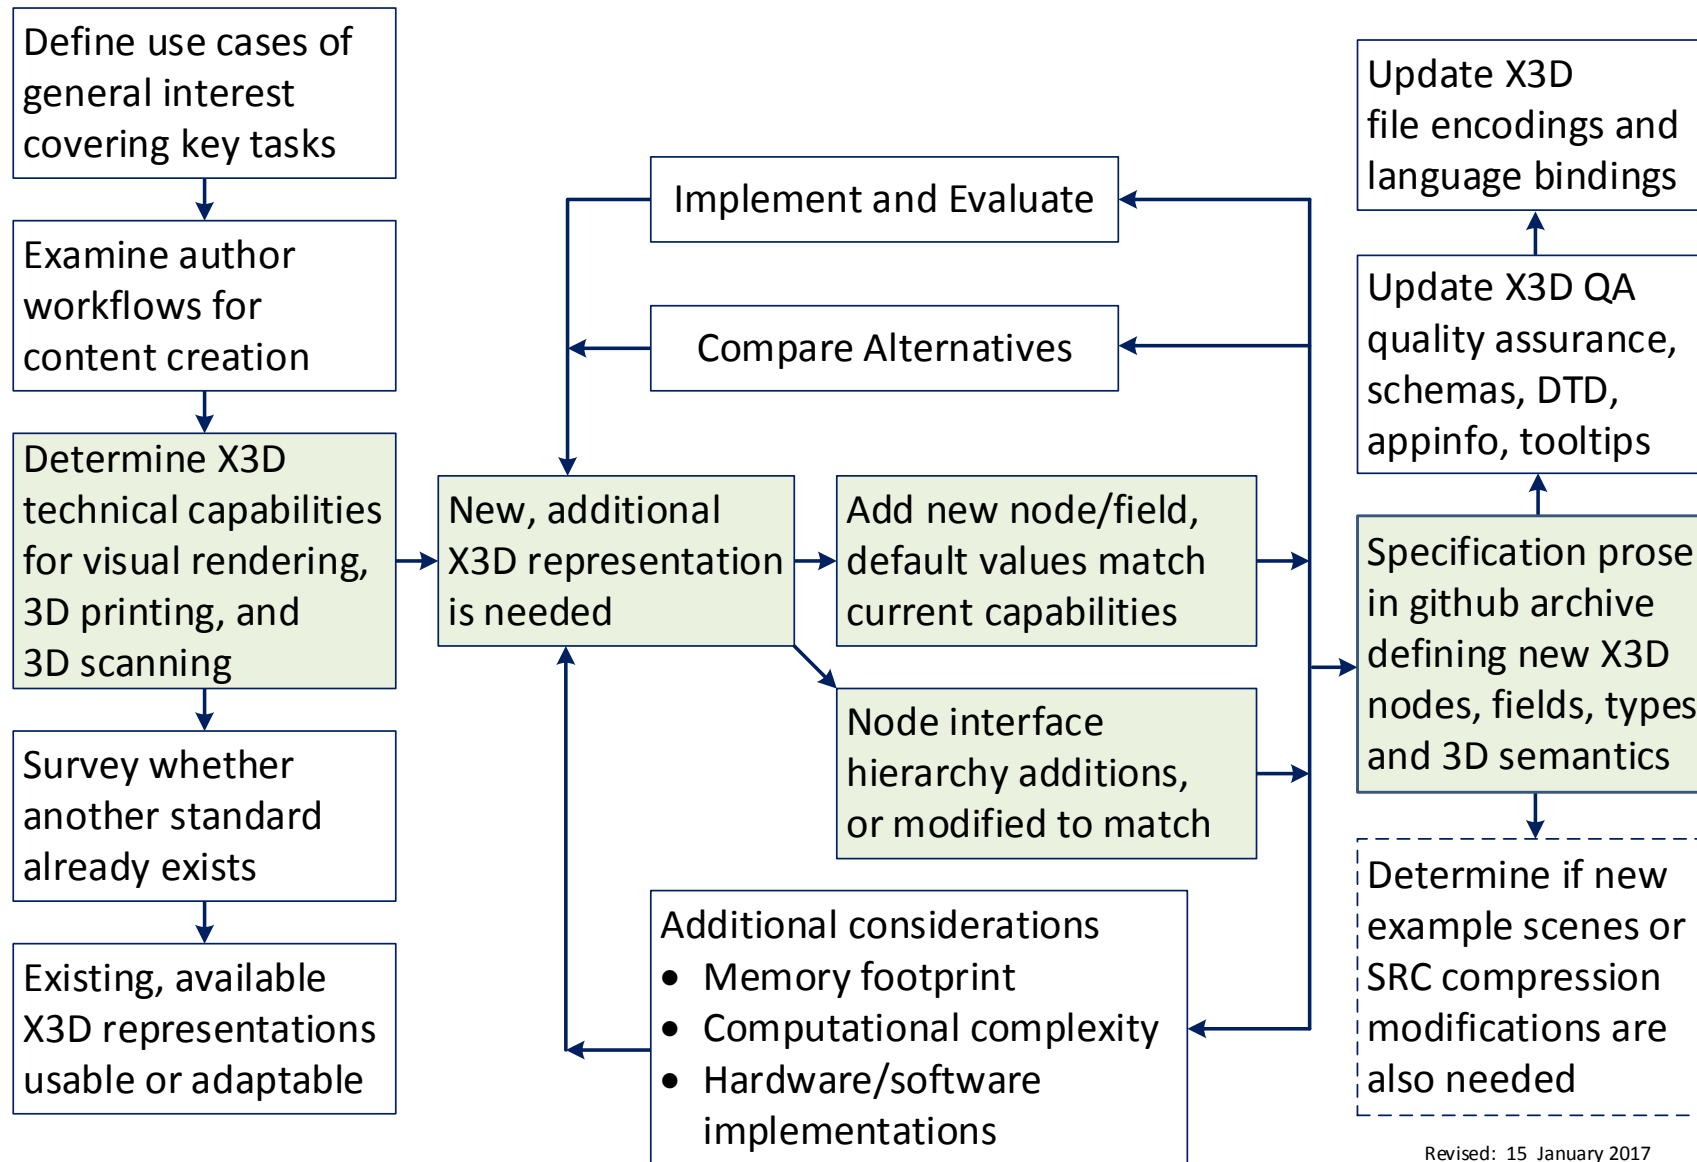 Define use cases of
general interest
covering key tasks
Examine author
workflows for
content creation
Determine X3D
technical capabilities
for visual rendering,
3D printing, and
3D scanning
Survey whether
another standard
already exists
Existing, available
X3D representations
usable or adaptable
Implement and Evaluate
Compare Alternatives
New, additional
X3D representation
is needed
Add new node/field,
default values match
current capabilities
Node interface
hierarchy additions,
or modified to match
Additional considerations
• Memory footprint
• Computational complexity
• Hardware/software
implementations
Update X3D
file encodings and
language bindings
Update X3D QA
quality assurance,
schemas, DTD,
appinfo, tooltips
Specification prose
in github archive
defining new X3D
nodes, fields, types
and 3D semantics
Determine if new
example scenes or
SRC compression
modifications are
also needed
Revised: 15 January 2017